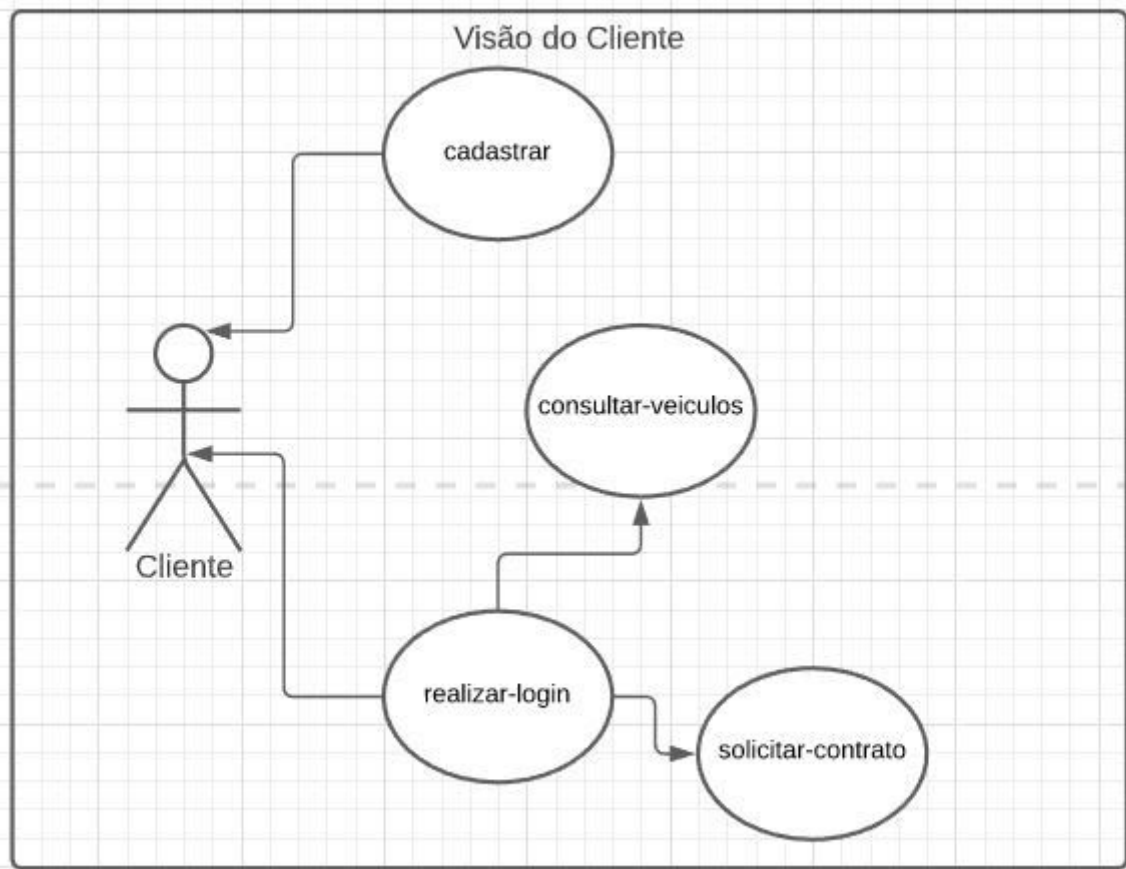 Visão do Cliente
cadastrar
consultar-veiculos
Cliente
realizar-login
solicitar-contrato